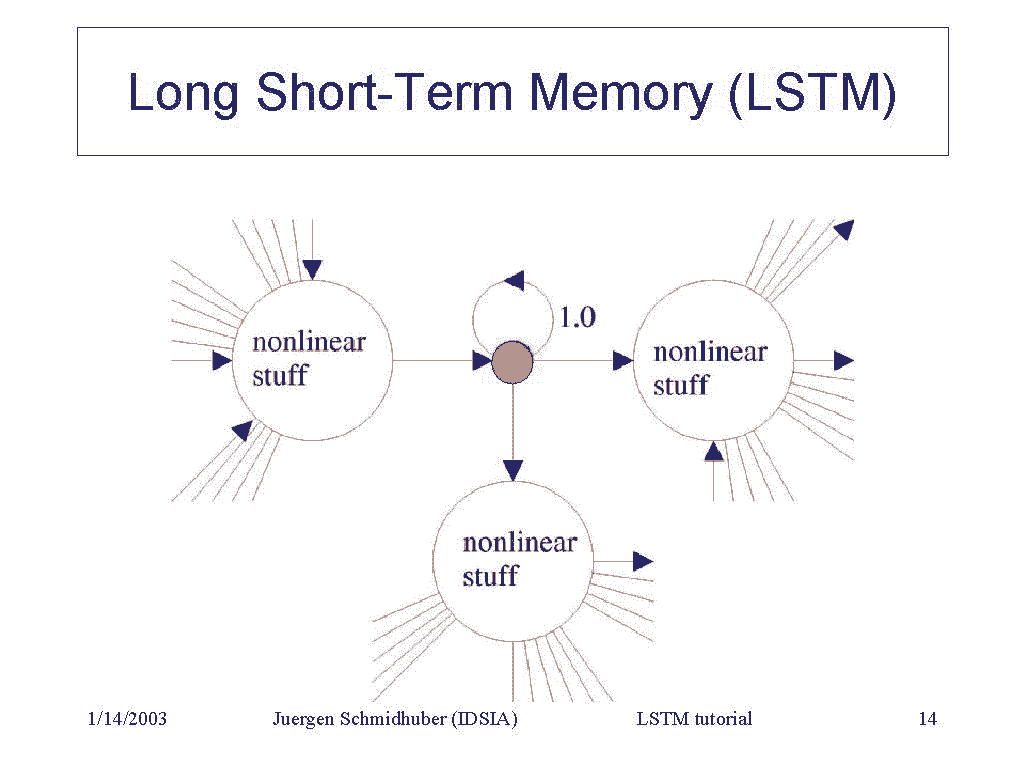 Long Short-Term Memory (LSTM)
1.0
nonlinear
stuff
nonlinear
stuff
nonlinear
stuff
1/14/2003 Juergen Schmidhuber (IDSIA) LSTM tutorial 14